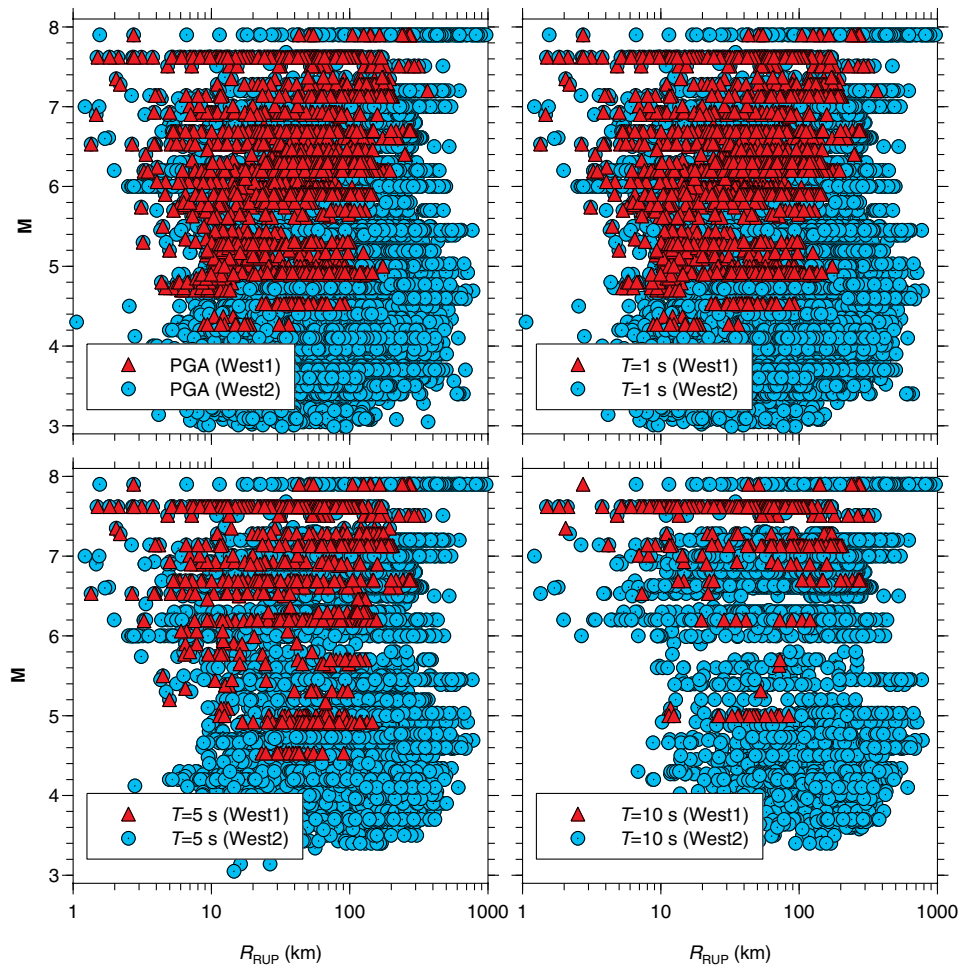 8
7
6
5
4
3
M
PGA (West1)
PGA (West2)
T=1 s (West1)
T=1 s (West2)
8
7
6
5
4
3
M
T=5 s (West1)
T=5 s (West2)
T=10 s (West1)
T=10 s (West2)
1 10 100 1000 1 10 100 1000
R_RUP (km) R_RUP (km)